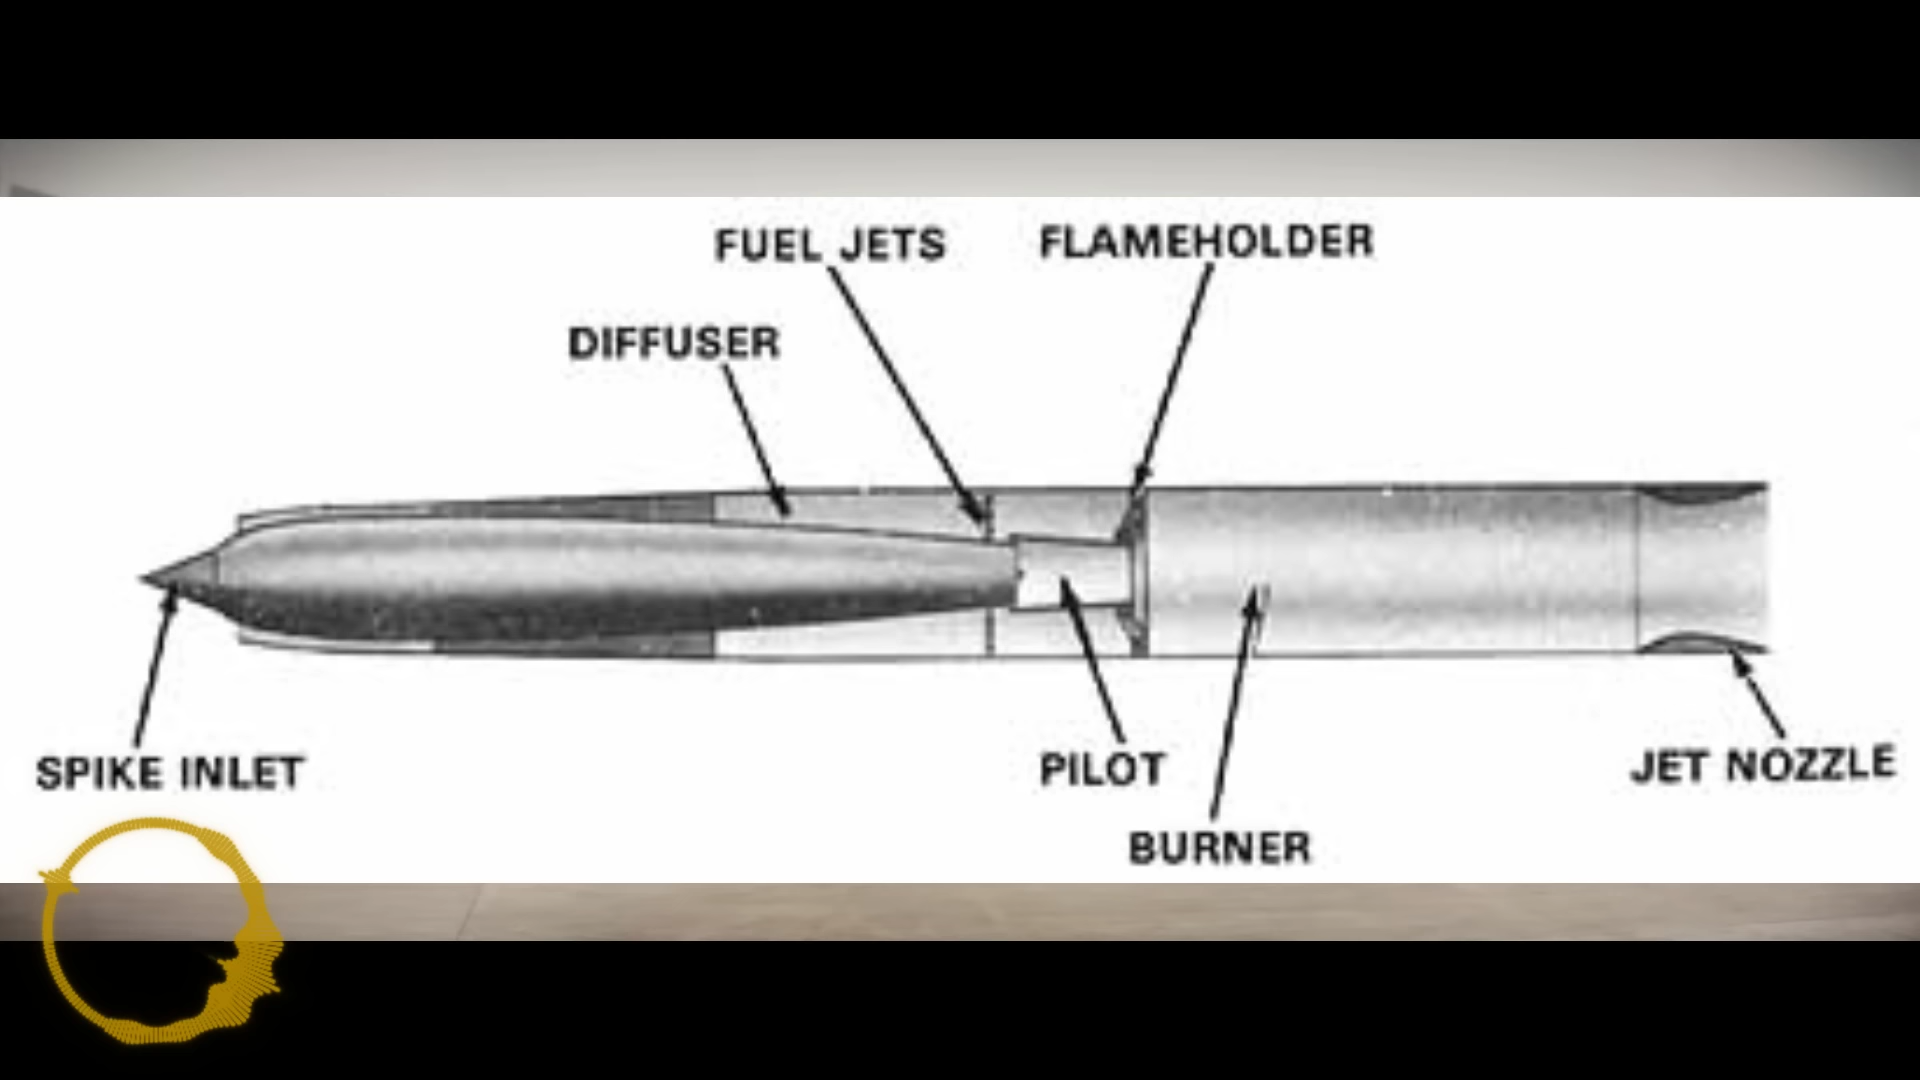 FUEL JETS
FLAMEHOLDER
DIFFUSER
SPIKE INLET
PILOT
JET NOZZLE
BURNER